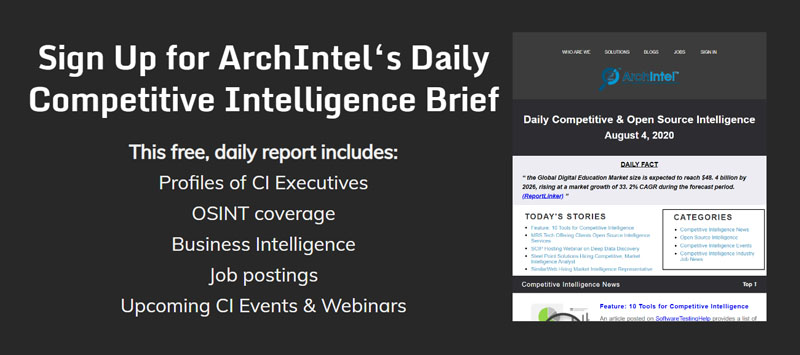 Sign Up for ArchIntel‘s Daily
Competitive Intelligence Brief
This free, daily report includes:
Profiles of CI Executives
OSINT coverage
Business Intelligence
Job postings
Upcoming CI Events & Webinars
WHO ARE WE SOLUTIONS BLOGS JOBS SIGN IN
ArchIntel™
Daily Competitive & Open Source Intelligence
August 4, 2020
DAILY FACT
“ the Global Digital Education Market size is expected to reach $48. 4 billion by
2026, rising at a market growth of 33. 2% CAGR during the forecast period.
(ReportLinker) ”
TODAY'S STORIES
Feature: 10 Tools for Competitive Intelligence
MBS Tech Offering Clients Open Source Intelligence
Services
SCIP Hosting Webinar on Deep Data Discovery
Steel Point Solutions Hiring Competitive, Market
Intelligence Analyst
SimilarWeb Hiring Market Intelligence Representative
CATEGORIES
Competitive Intelligence News
Open Source Intelligence
Competitive Intelligence Events
Competitive Intelligence Industry
Job News
Competitive Intelligence News Top ↑
Feature: 10 Tools for Competitive Intelligence
An article posted on SoftwareTestingHelp provides a list of